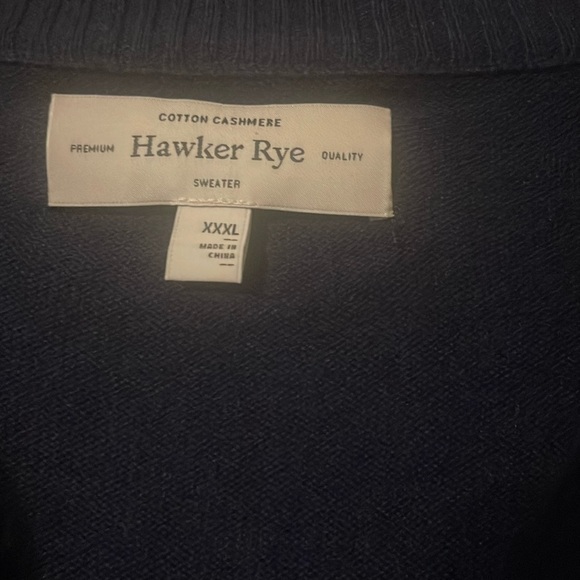 COTTON CASHMERE
PREMIUM Hawker Rye QUALITY
SWEATER
XXXL
MADE IN
CHINA